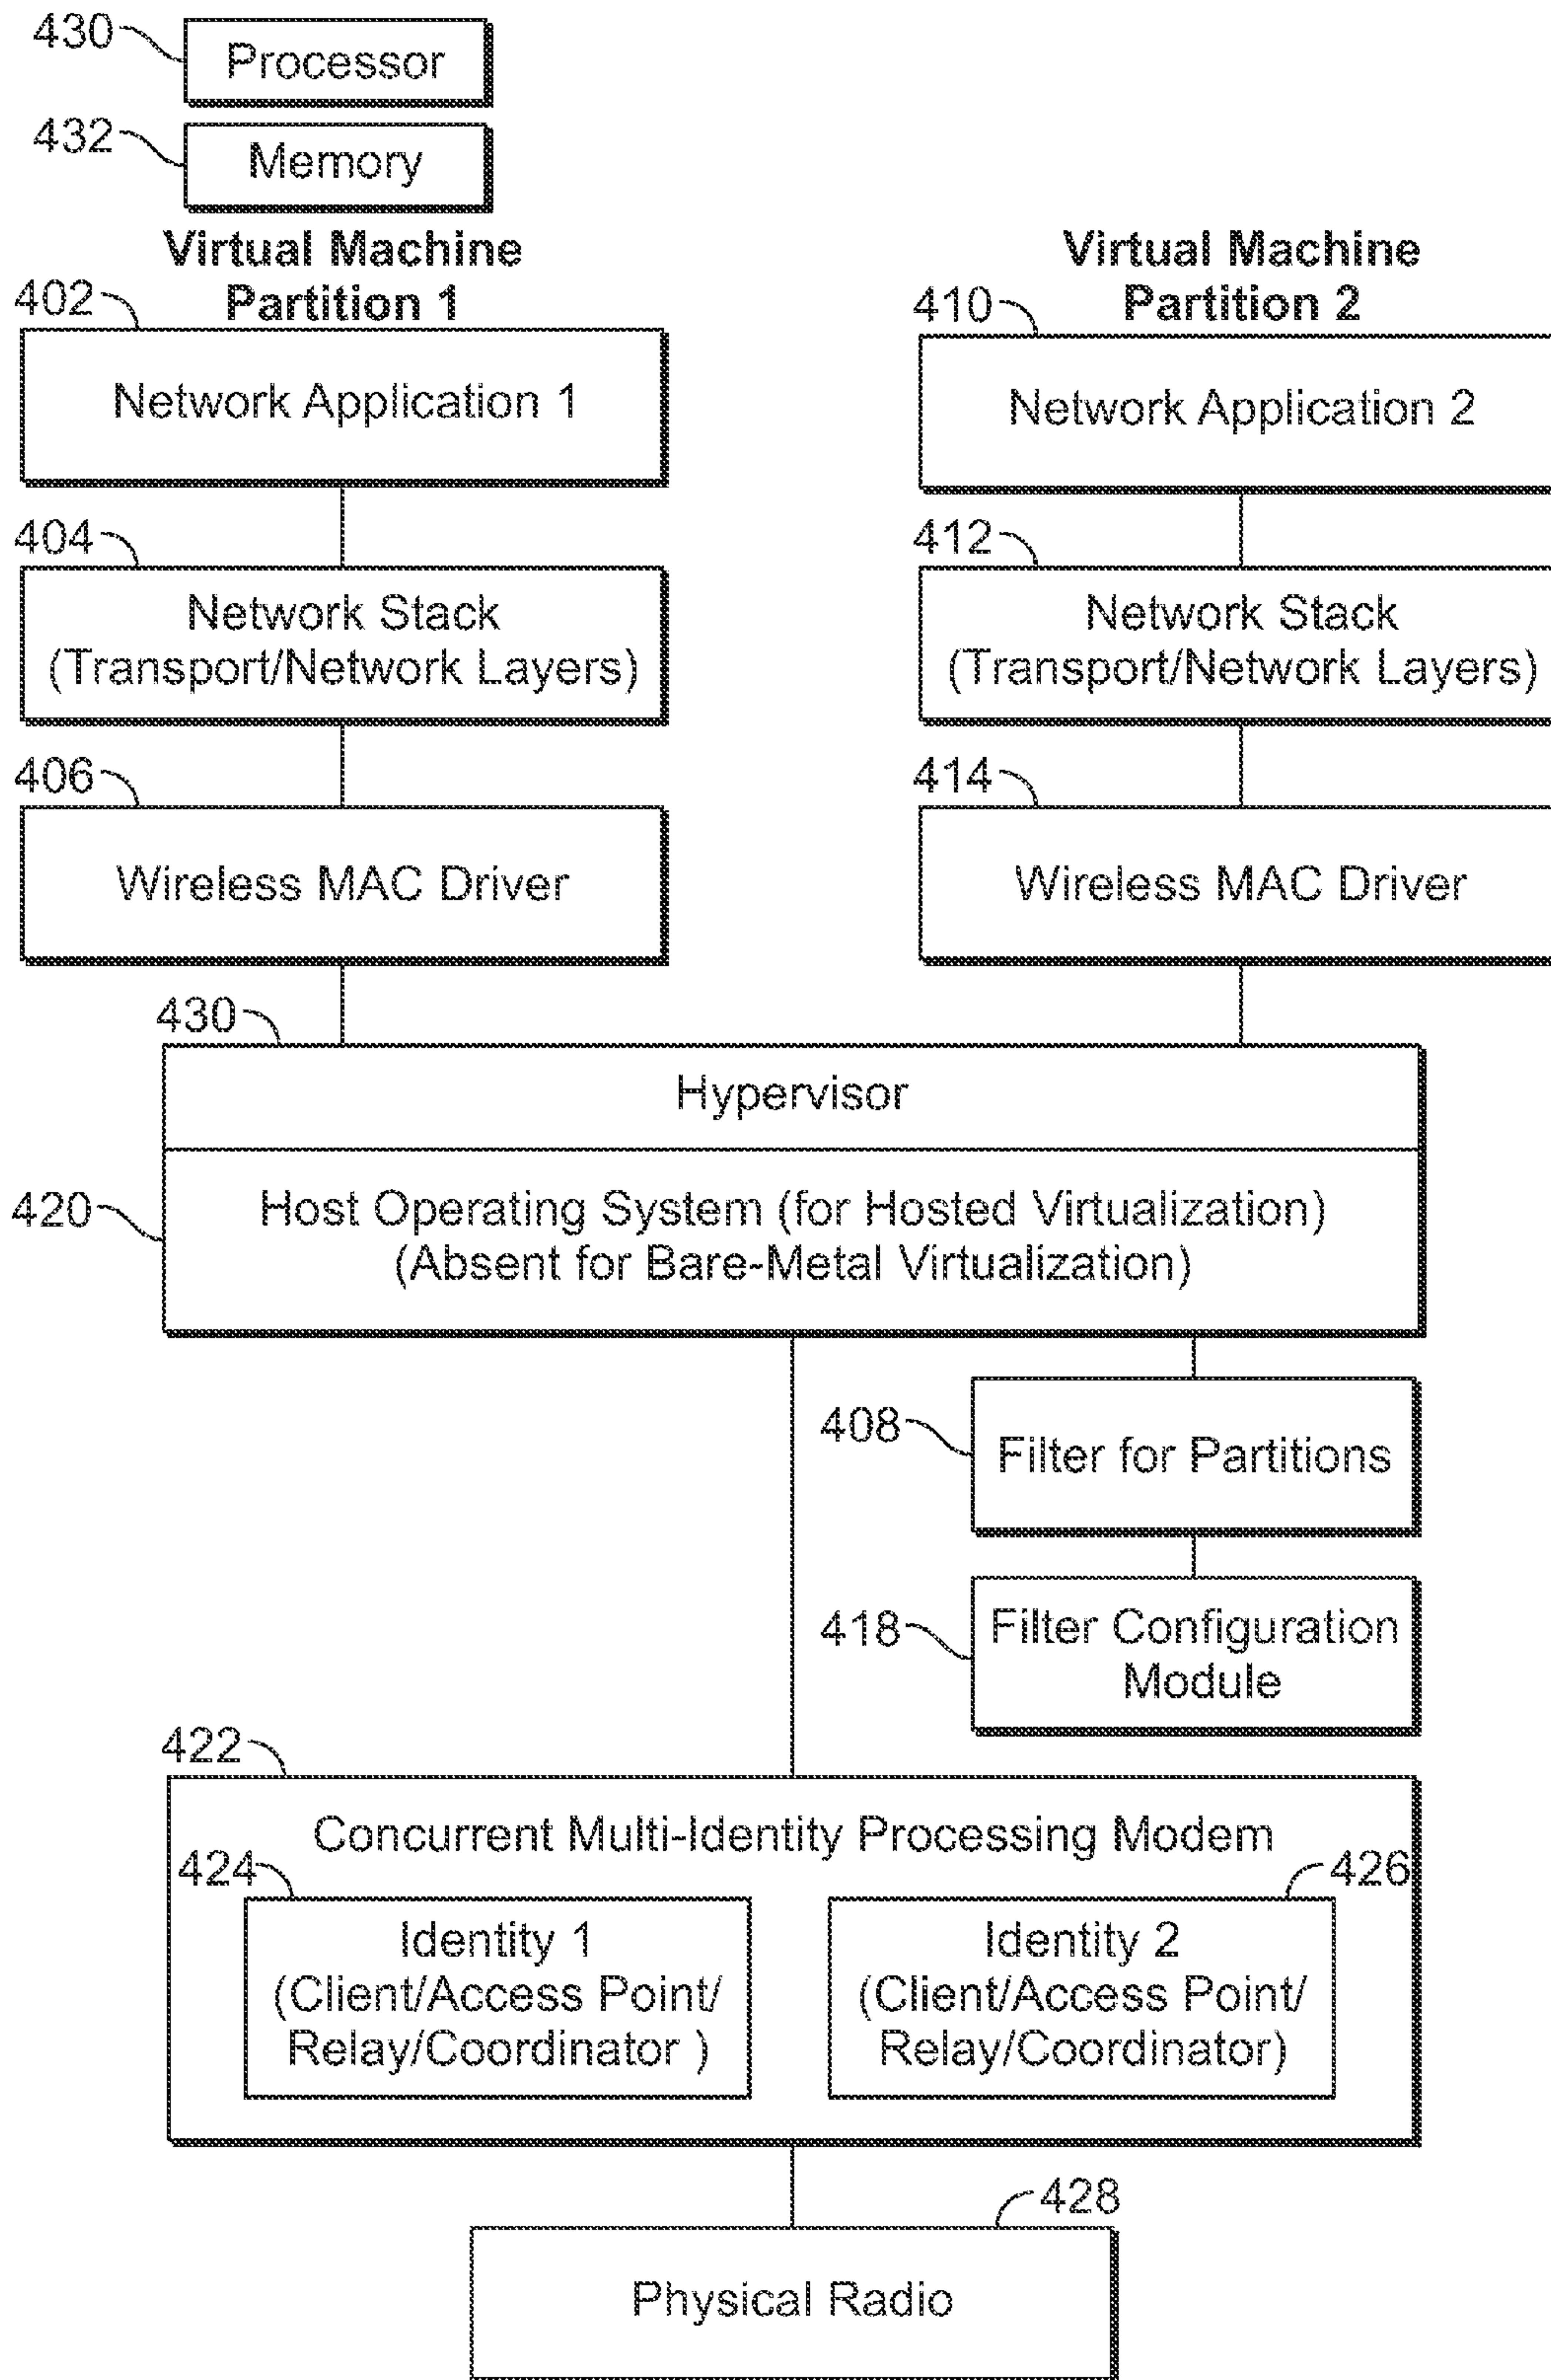 430
Processor
432
Memory
Virtual Machine
Partition 1
402
Network Application 1
404
Network Stack
(Transport/Network Layers)
406
Wireless MAC Driver
Virtual Machine
Partition 2
410
Network Application 2
412
Network Stack
(Transport/Network Layers)
414
Wireless MAC Driver
430
Hypervisor
420
Host Operating System (for Hosted Virtualization)
(Absent for Bare-Metal Virtualization)
408
Filter for Partitions
418
Filter Configuration
Module
422
Concurrent Multi-Identity Processing Modem
424
Identity 1
(Client/Access Point/
Relay/Coordinator )
426
Identity 2
(Client/Access Point/
Relay/Coordinator)
428
Physical Radio